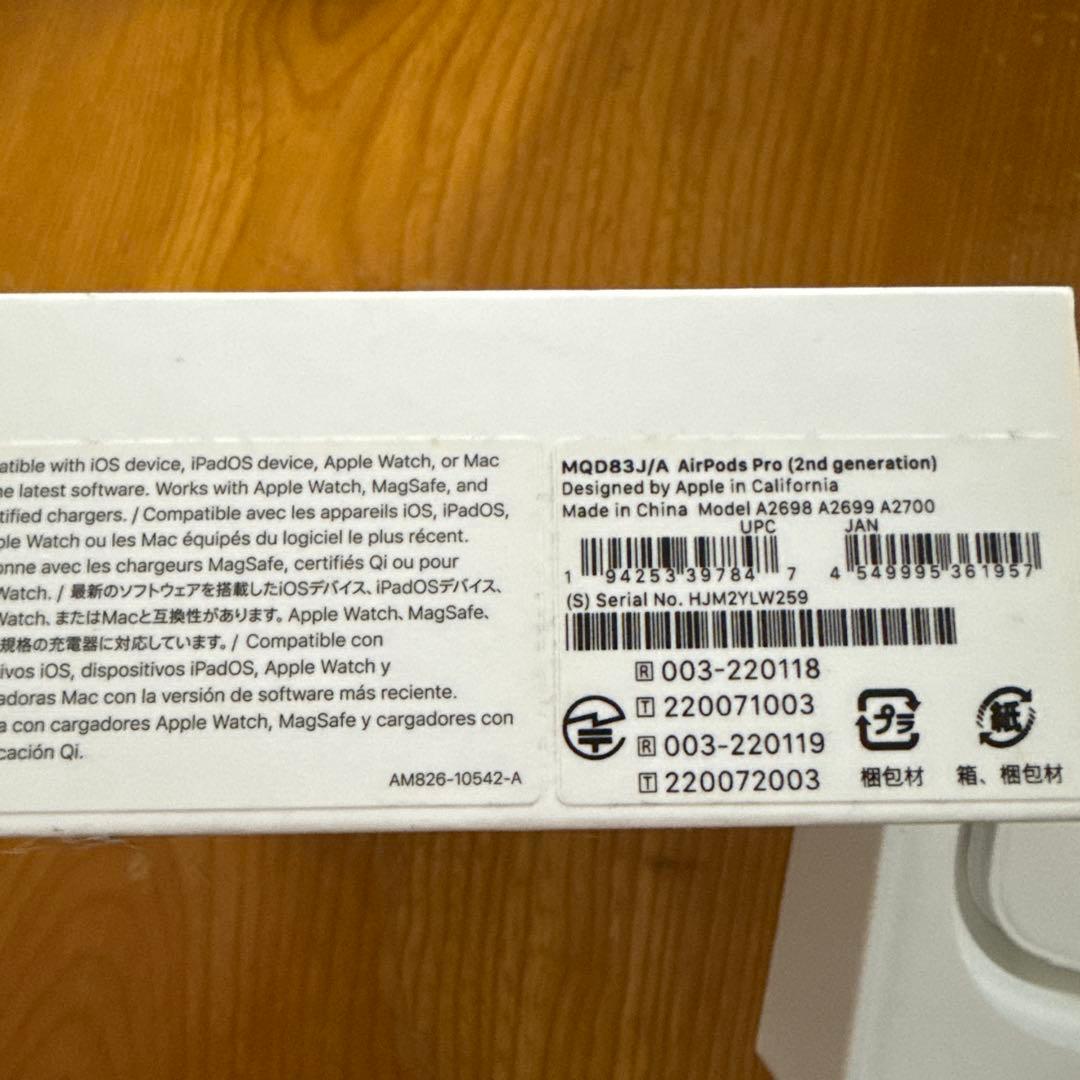 atible with iOS device, iPadOS device, Apple Watch, or Mac
he latest software. Works with Apple Watch, MagSafe, and
tified chargers. / Compatible avec les appareils iOS, iPadOS,
ple Watch ou les Mac équipés du logiciel le plus récent.
onne avec les chargeurs MagSafe, certifiés Qi ou pour
Watch. / 最新のソフトウェアを搭載したiOSデバイス、iPadOSデバイス、
Watch、またはMacと互換性があります。Apple Watch、MagSafe、
規格の充電器に対応しています。/ Compatible con
ivos iOS, dispositivos iPadOS, Apple Watch y
adoras Mac con la versión de software más reciente.
a con cargadores Apple Watch, MagSafe y cargadores con
cación Qi.
AM826-10542-A
MQD83J/A AirPods Pro (2nd generation)
Designed by Apple in California
Made in China Model A2698 A2699 A2700
UPC JAN
1 94253 39784 7 4 549995 361957
(S) Serial No. HJM2YLW259
R 003-220118
T 220071003
R 003-220119
T 220072003
プラ
梱包材
紙
箱、梱包材